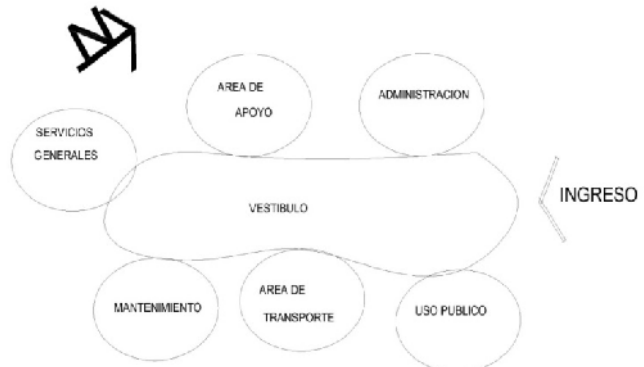 AREA DE
APOYO
ADMINISTRACION
SERVICIOS
GENERALES
VESTIBULO
INGRESO
MANTENIMIENTO
AREA DE
TRANSPORTE
USO PUBLICO